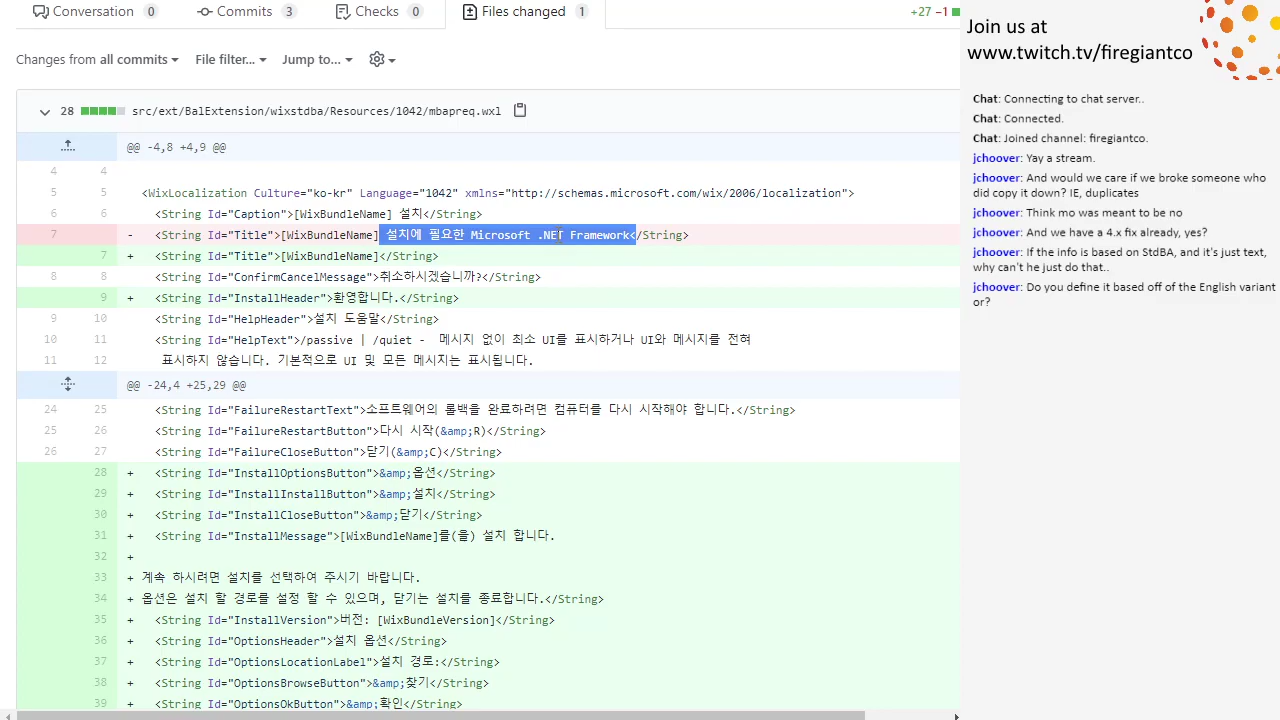 Conversation 0 Commits 3 Checks 0 Files changed 1 +27 −1
Changes from all commits File filter... Jump to...
28 src/ext/BalExtension/wixstdba/Resources/1042/mbapreq.wxl
@@ -4,8 +4,9 @@
4 4
5 5 <WixLocalization Culture="ko-kr" Language="1042" xmlns="http://schemas.microsoft.com/wix/2006/localization">
6 6 <String Id="Caption">[WixBundleName] 설치</String>
7 - <String Id="Title">[WixBundleName] 설치에 필요한 Microsoft .NET Framework</String>
7 + <String Id="Title">[WixBundleName]</String>
8 8 <String Id="ConfirmCancelMessage">취소하시겠습니까?</String>
9 + <String Id="InstallHeader">환영합니다.</String>
9 10 <String Id="HelpHeader">설치 도움말</String>
10 11 <String Id="HelpText">/passive | /quiet - 메시지 없이 최소 UI를 표시하거나 UI와 메시지를 전혀
11 12 표시하지 않습니다. 기본적으로 UI 및 모든 메시지는 표시됩니다.
@@ -24,4 +25,29 @@
24 25 <String Id="FailureRestartText">소프트웨어의 롤백을 완료하려면 컴퓨터를 다시 시작해야 합니다.</String>
25 26 <String Id="FailureRestartButton">다시 시작(&amp;R)</String>
26 27 <String Id="FailureCloseButton">닫기(&amp;C)</String>
28 + <String Id="InstallOptionsButton">&amp;옵션</String>
29 + <String Id="InstallInstallButton">&amp;설치</String>
30 + <String Id="InstallCloseButton">&amp;닫기</String>
31 + <String Id="InstallMessage">[WixBundleName]를(을) 설치 합니다.
32 +
33 + 계속 하시려면 설치를 선택하여 주시기 바랍니다.
34 + 옵션은 설치 할 경로를 설정 할 수 있으며, 닫기는 설치를 종료합니다.</String>
35 + <String Id="InstallVersion">버전: [WixBundleVersion]</String>
36 + <String Id="OptionsHeader">설치 옵션</String>
37 + <String Id="OptionsLocationLabel">설치 경로:</String>
38 + <String Id="OptionsBrowseButton">&amp;찾기</String>
39 + <String Id="OptionsOkButton">&amp;확인</String>
Join us at
www.twitch.tv/firegiantco
Chat: Connecting to chat server..
Chat: Connected.
Chat: Joined channel: firegiantco.
jchoover: Yay a stream.
jchoover: And would we care if we broke someone who
did copy it down? IE, duplicates
jchoover: Think mo was meant to be no
jchoover: And we have a 4.x fix already, yes?
jchoover: If the info is based on StdBA, and it's just text,
why can't he just do that..
jchoover: Do you define it based off of the English variant
or?